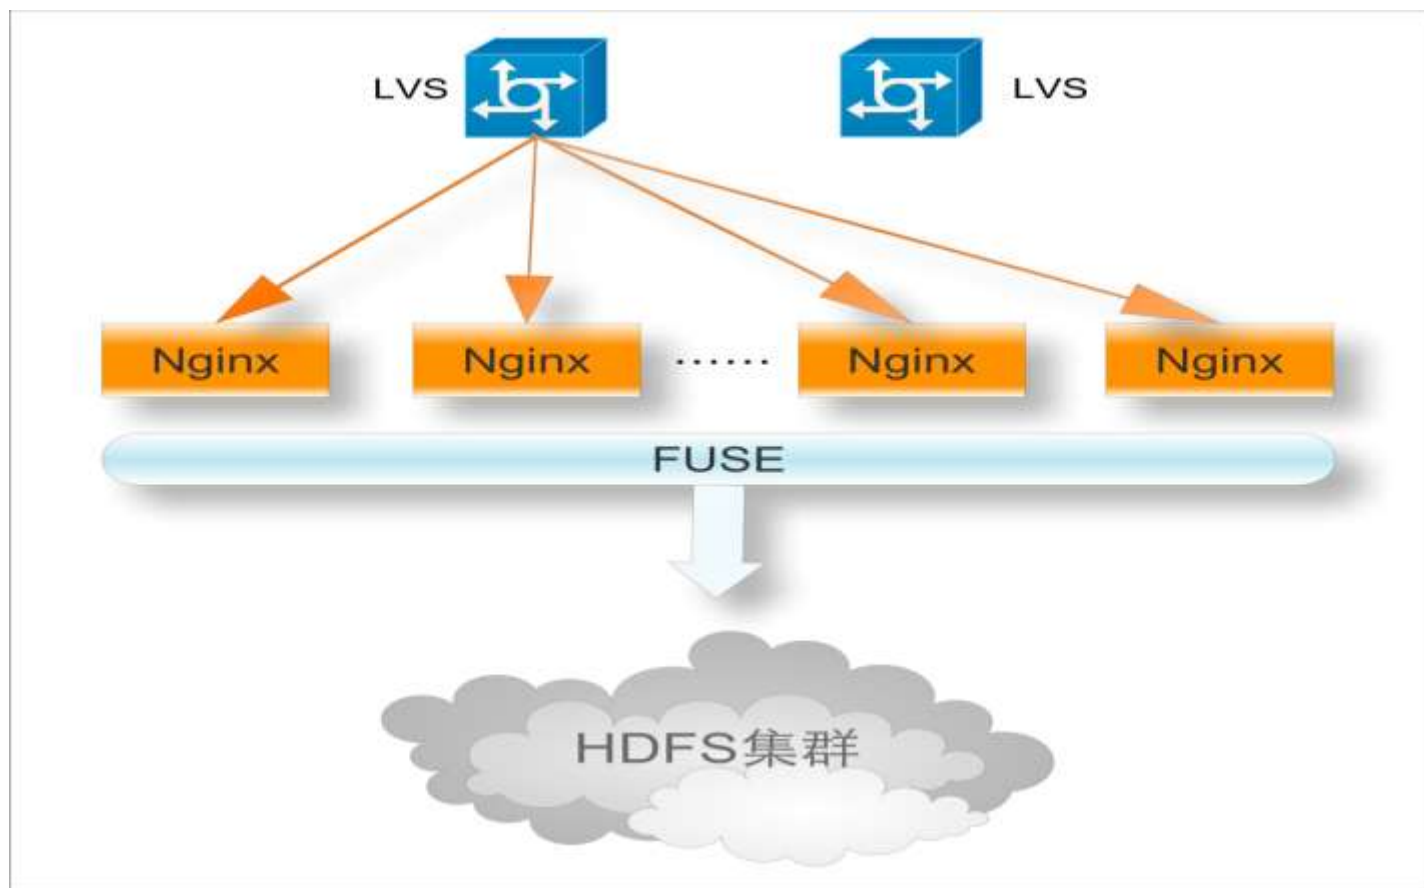 LVS LVS
Nginx Nginx ...... Nginx Nginx
FUSE
HDFS集群